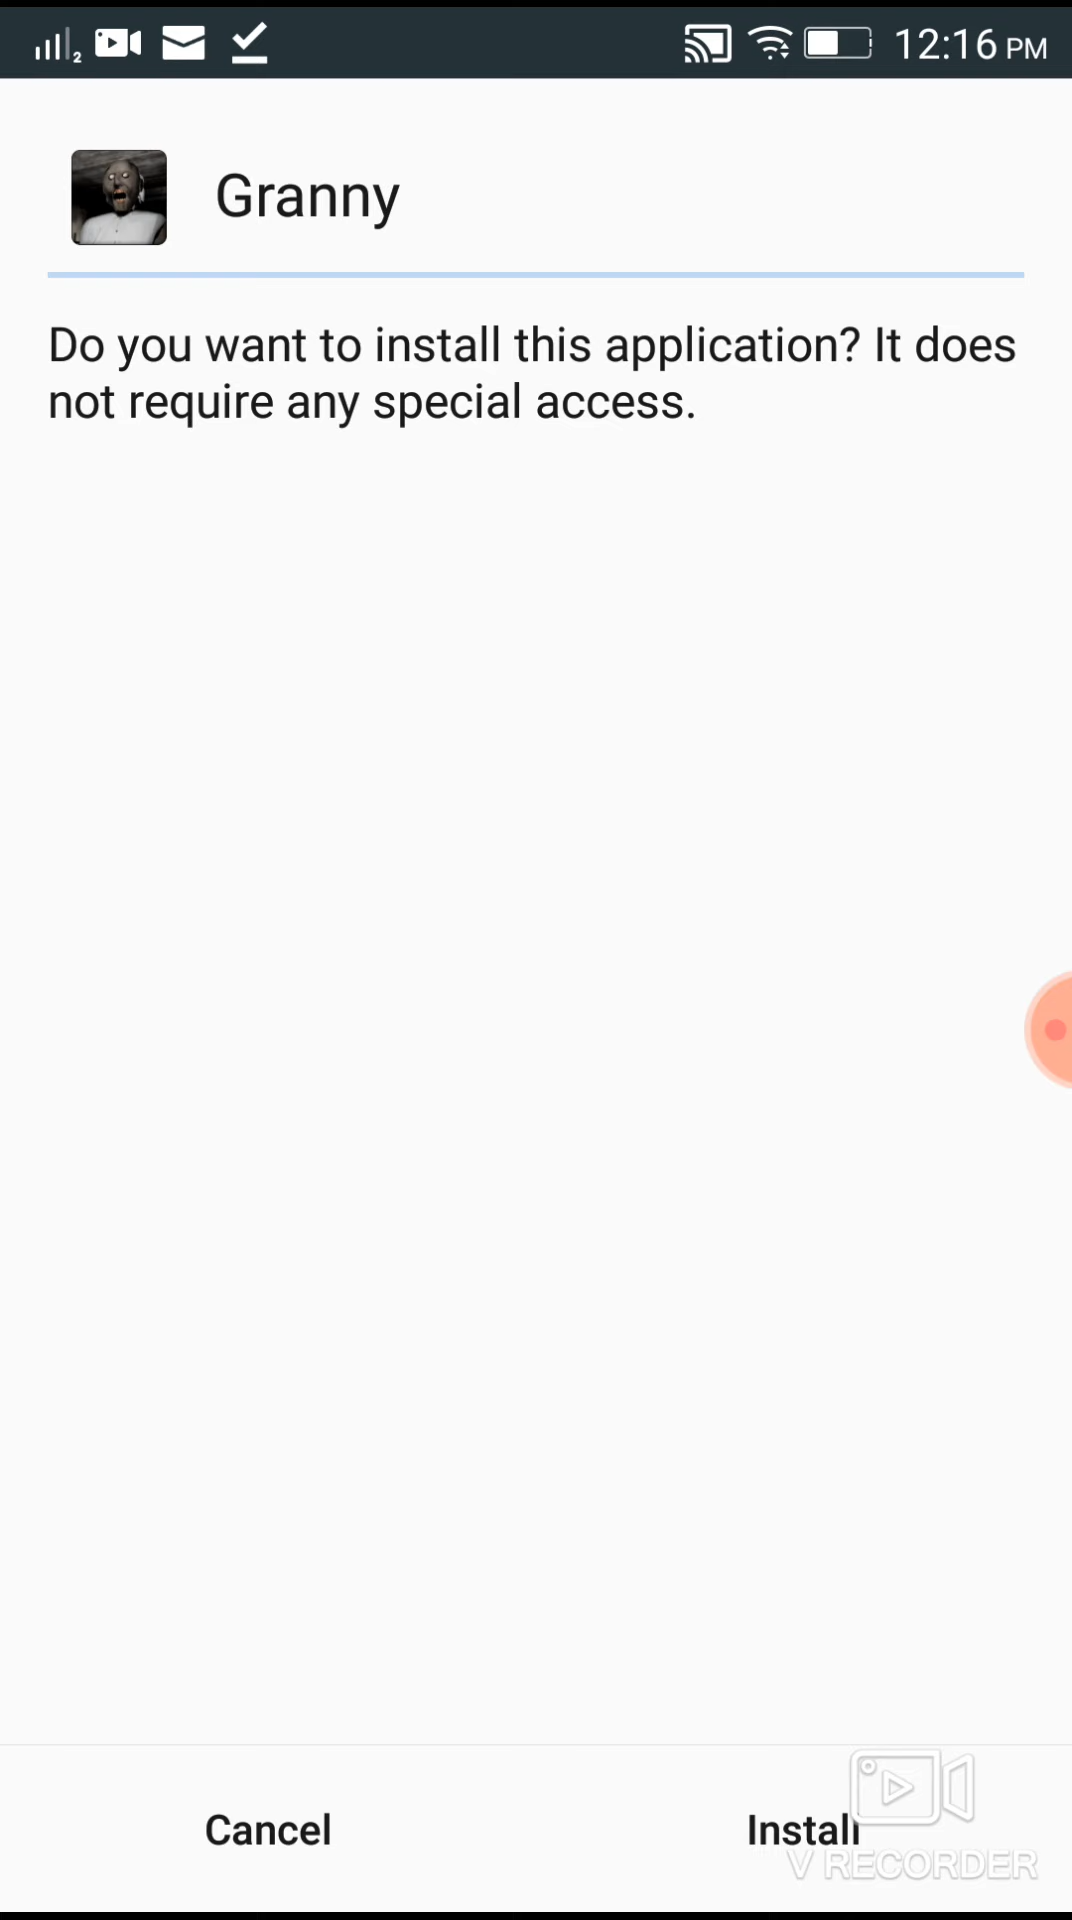 2
12:16 PM
Granny
Do you want to install this application? It does
not require any special access.
Cancel
Install
V RECORDER